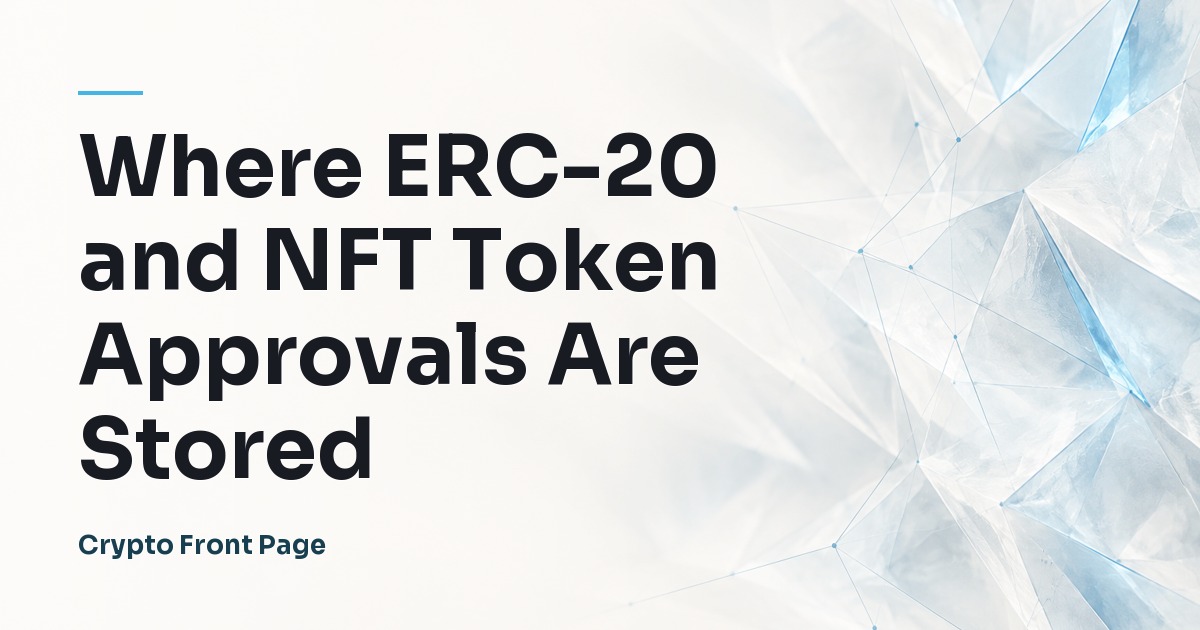 Where ERC-20
and NFT Token
Approvals Are
Stored
Crypto Front Page